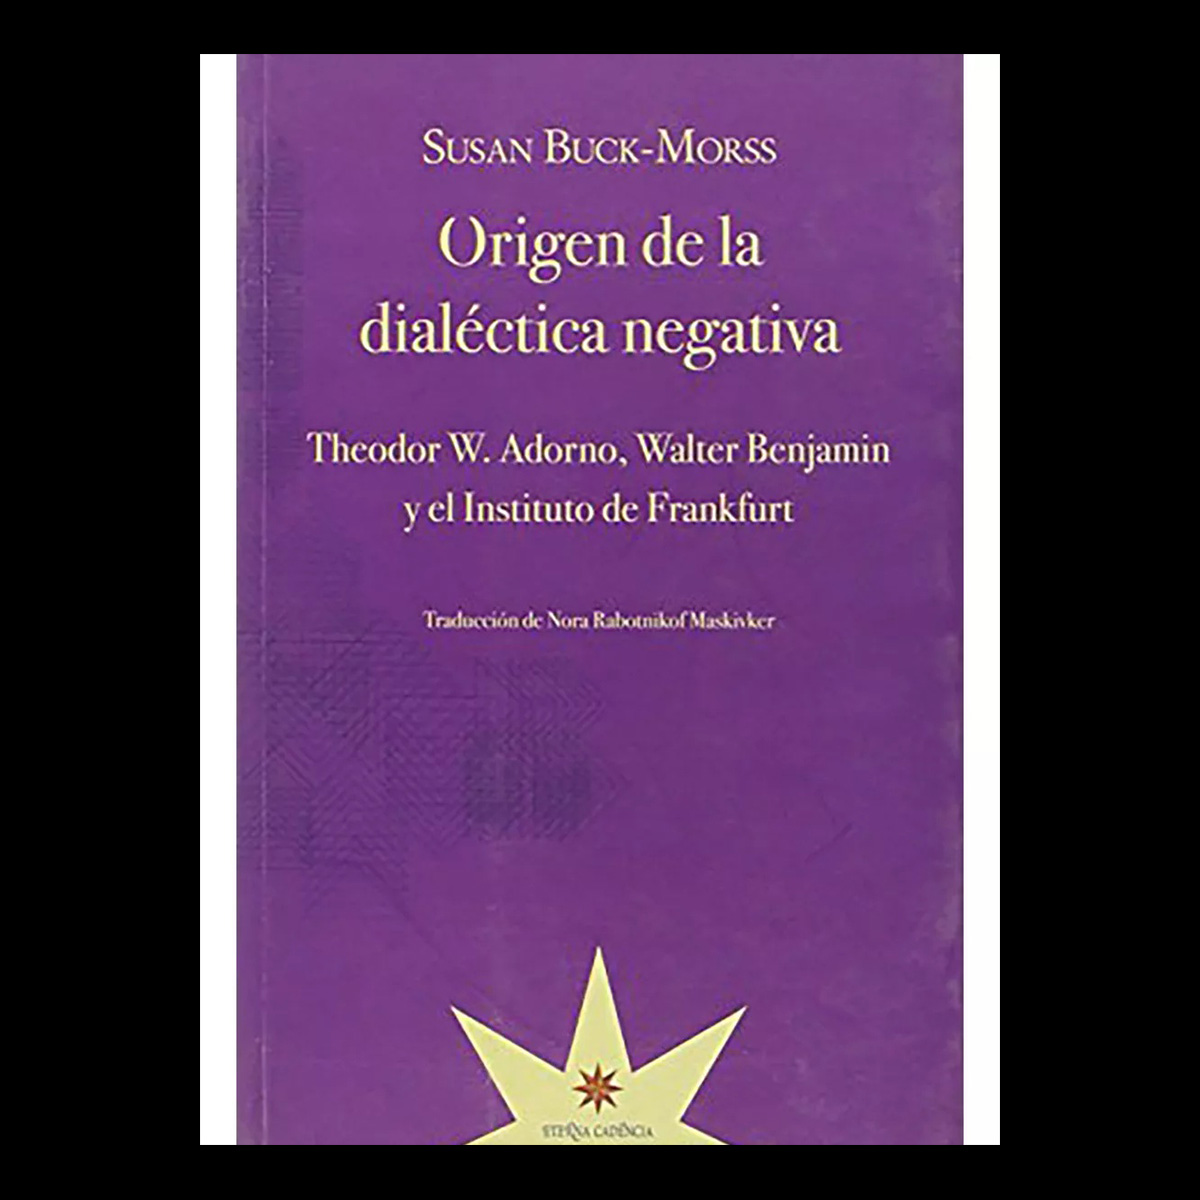 SUSAN BUCK-MORSS
Origen de la
dialéctica negativa
Theodor W. Adorno, Walter Benjamin
y el Instituto de Frankfurt
Traducción de Nora Rabotnikof Maskivker
ETERNA CADENCIA